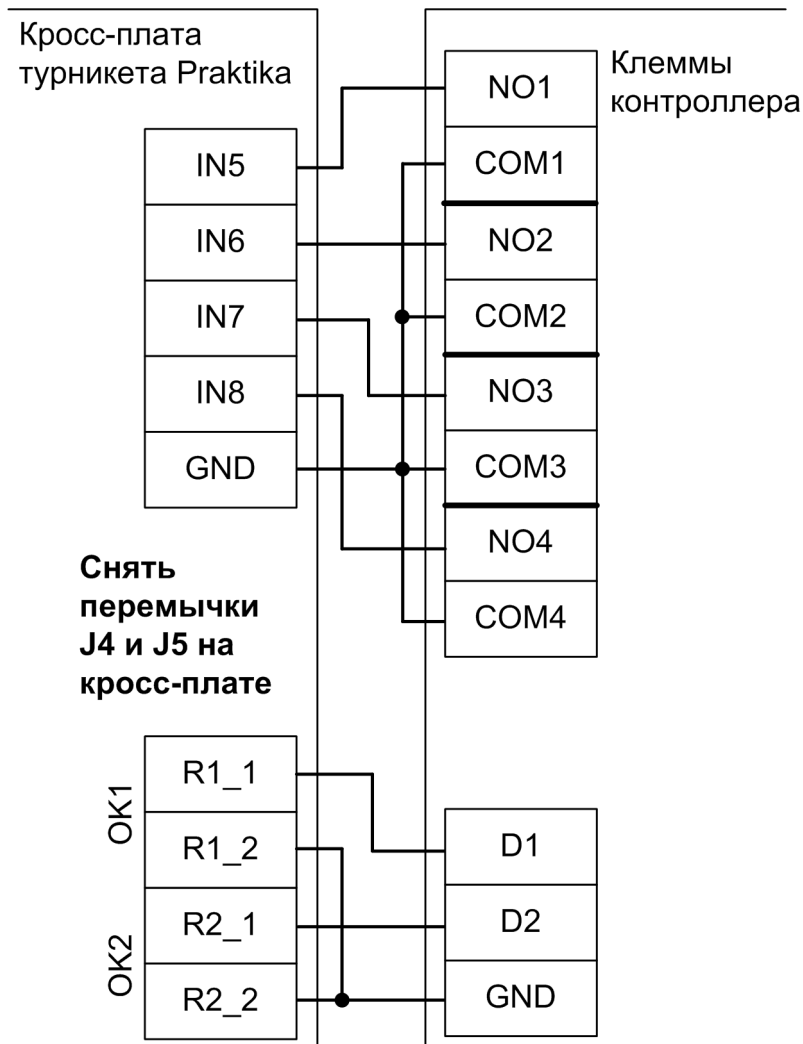 Кросс-плата
турникета Praktika
IN5
IN6
IN7
IN8
GND
Клеммы
контроллера
NO1
COM1
NO2
COM2
NO3
COM3
NO4
COM4
Снять
перемычки
J4 и J5 на
кросс-плате
OK1
R1_1
R1_2
OK2
R2_1
R2_2
D1
D2
GND